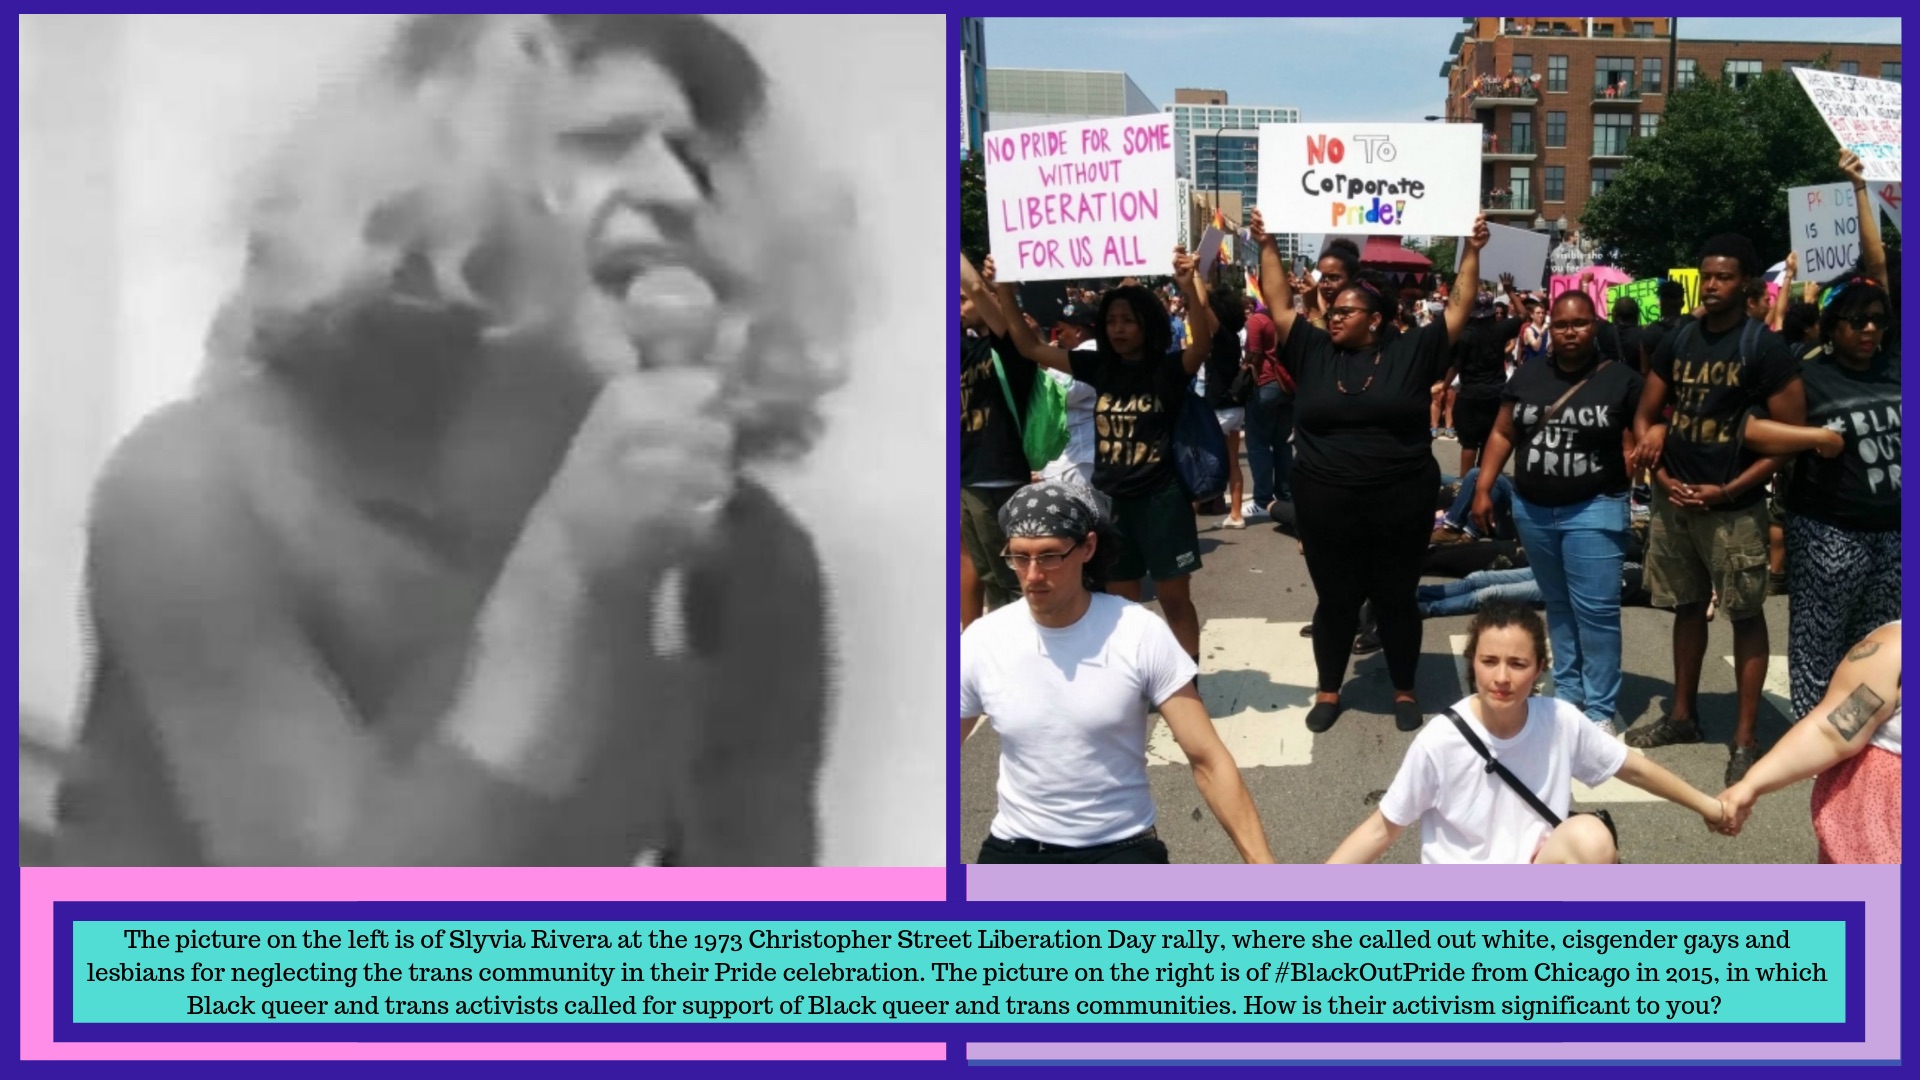 NO PRIDE FOR SOME
WITHOUT
LIBERATION
FOR US ALL
NO TO
Corporate
Pride!
PRIDE
IS NOT
ENOUG
BLACK
OUT
PRIDE
#BLACK
OUT
PRIDE
BLACK
OUT
PRIDE
#BLA
OUT
PR
QUEER
The picture on the left is of Slyvia Rivera at the 1973 Christopher Street Liberation Day rally, where she called out white, cisgender gays and
lesbians for neglecting the trans community in their Pride celebration. The picture on the right is of #BlackOutPride from Chicago in 2015, in which
Black queer and trans activists called for support of Black queer and trans communities. How is their activism significant to you?